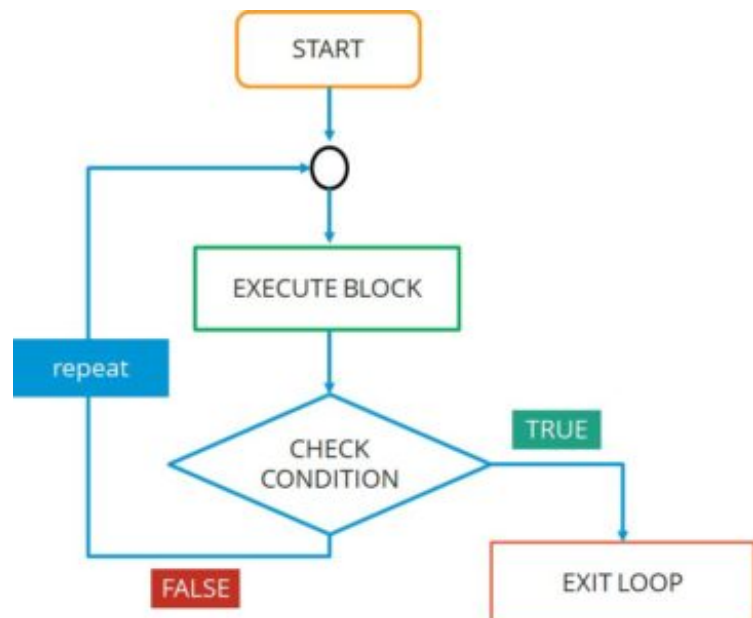 START
EXECUTE BLOCK
repeat
CHECK
CONDITION
TRUE
FALSE
EXIT LOOP